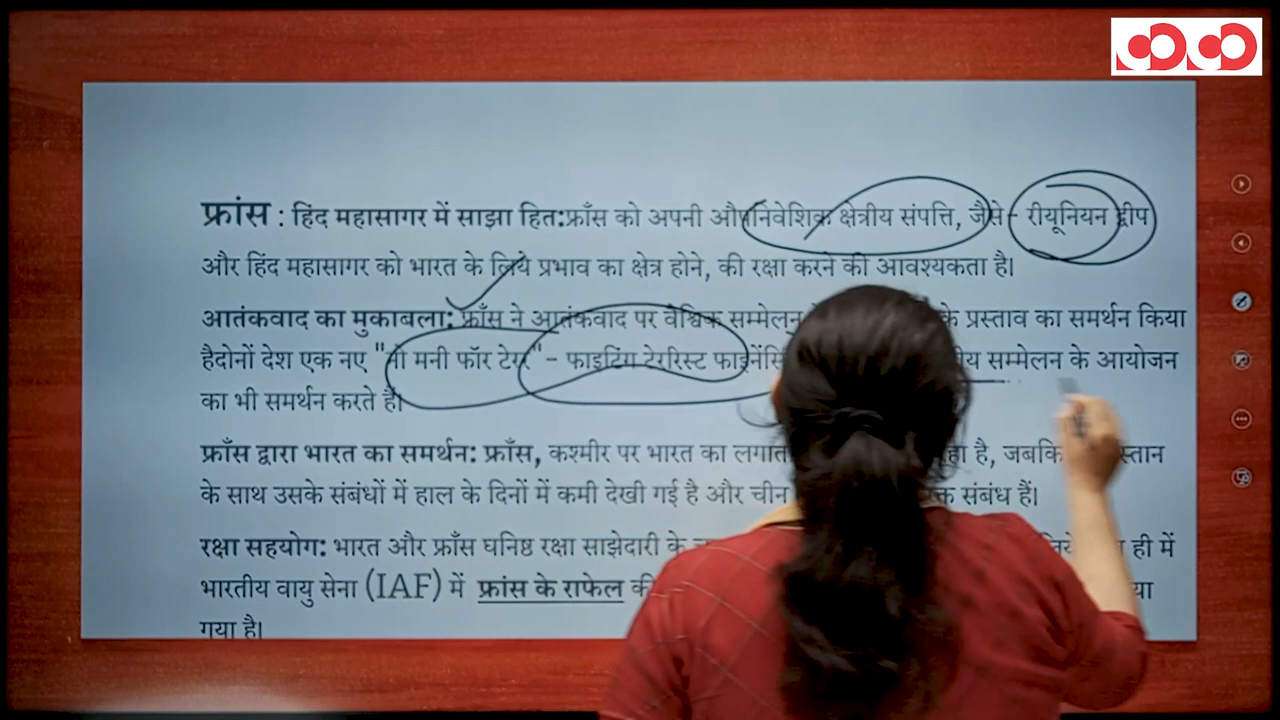 फ्रांस : हिंद महासागर में साझा हित:फ्राँस को अपनी औपनिवेशिक क्षेत्रीय संपत्ति, जैसे- रीयूनियन द्वीप
और हिंद महासागर को भारत के लिये प्रभाव का क्षेत्र होने, की रक्षा करने की आवश्यकता है।
आतंकवाद का मुकाबला: फ्राँस ने आतंकवाद पर वैश्विक सम्मेलन के प्रस्ताव का समर्थन किया
हैदोनों देश एक नए "नो मनी फॉर टेरर"- फाइटिंग टेररिस्ट सम्मेलन के आयोजन
का भी समर्थन करते हैं।
फ्राँस द्वारा भारत का समर्थन: फ्राँस, कश्मीर पर भारत का है, जबकि
के साथ उसके संबंधों में हाल के दिनों में कमी देखी गई है और चीन संबंध हैं।
रक्षा सहयोग: भारत और फ्राँस घनिष्ठ रक्षा साझेदारी के ही में
भारतीय वायु सेना (IAF) में फ्रांस के राफेल की
गया है।